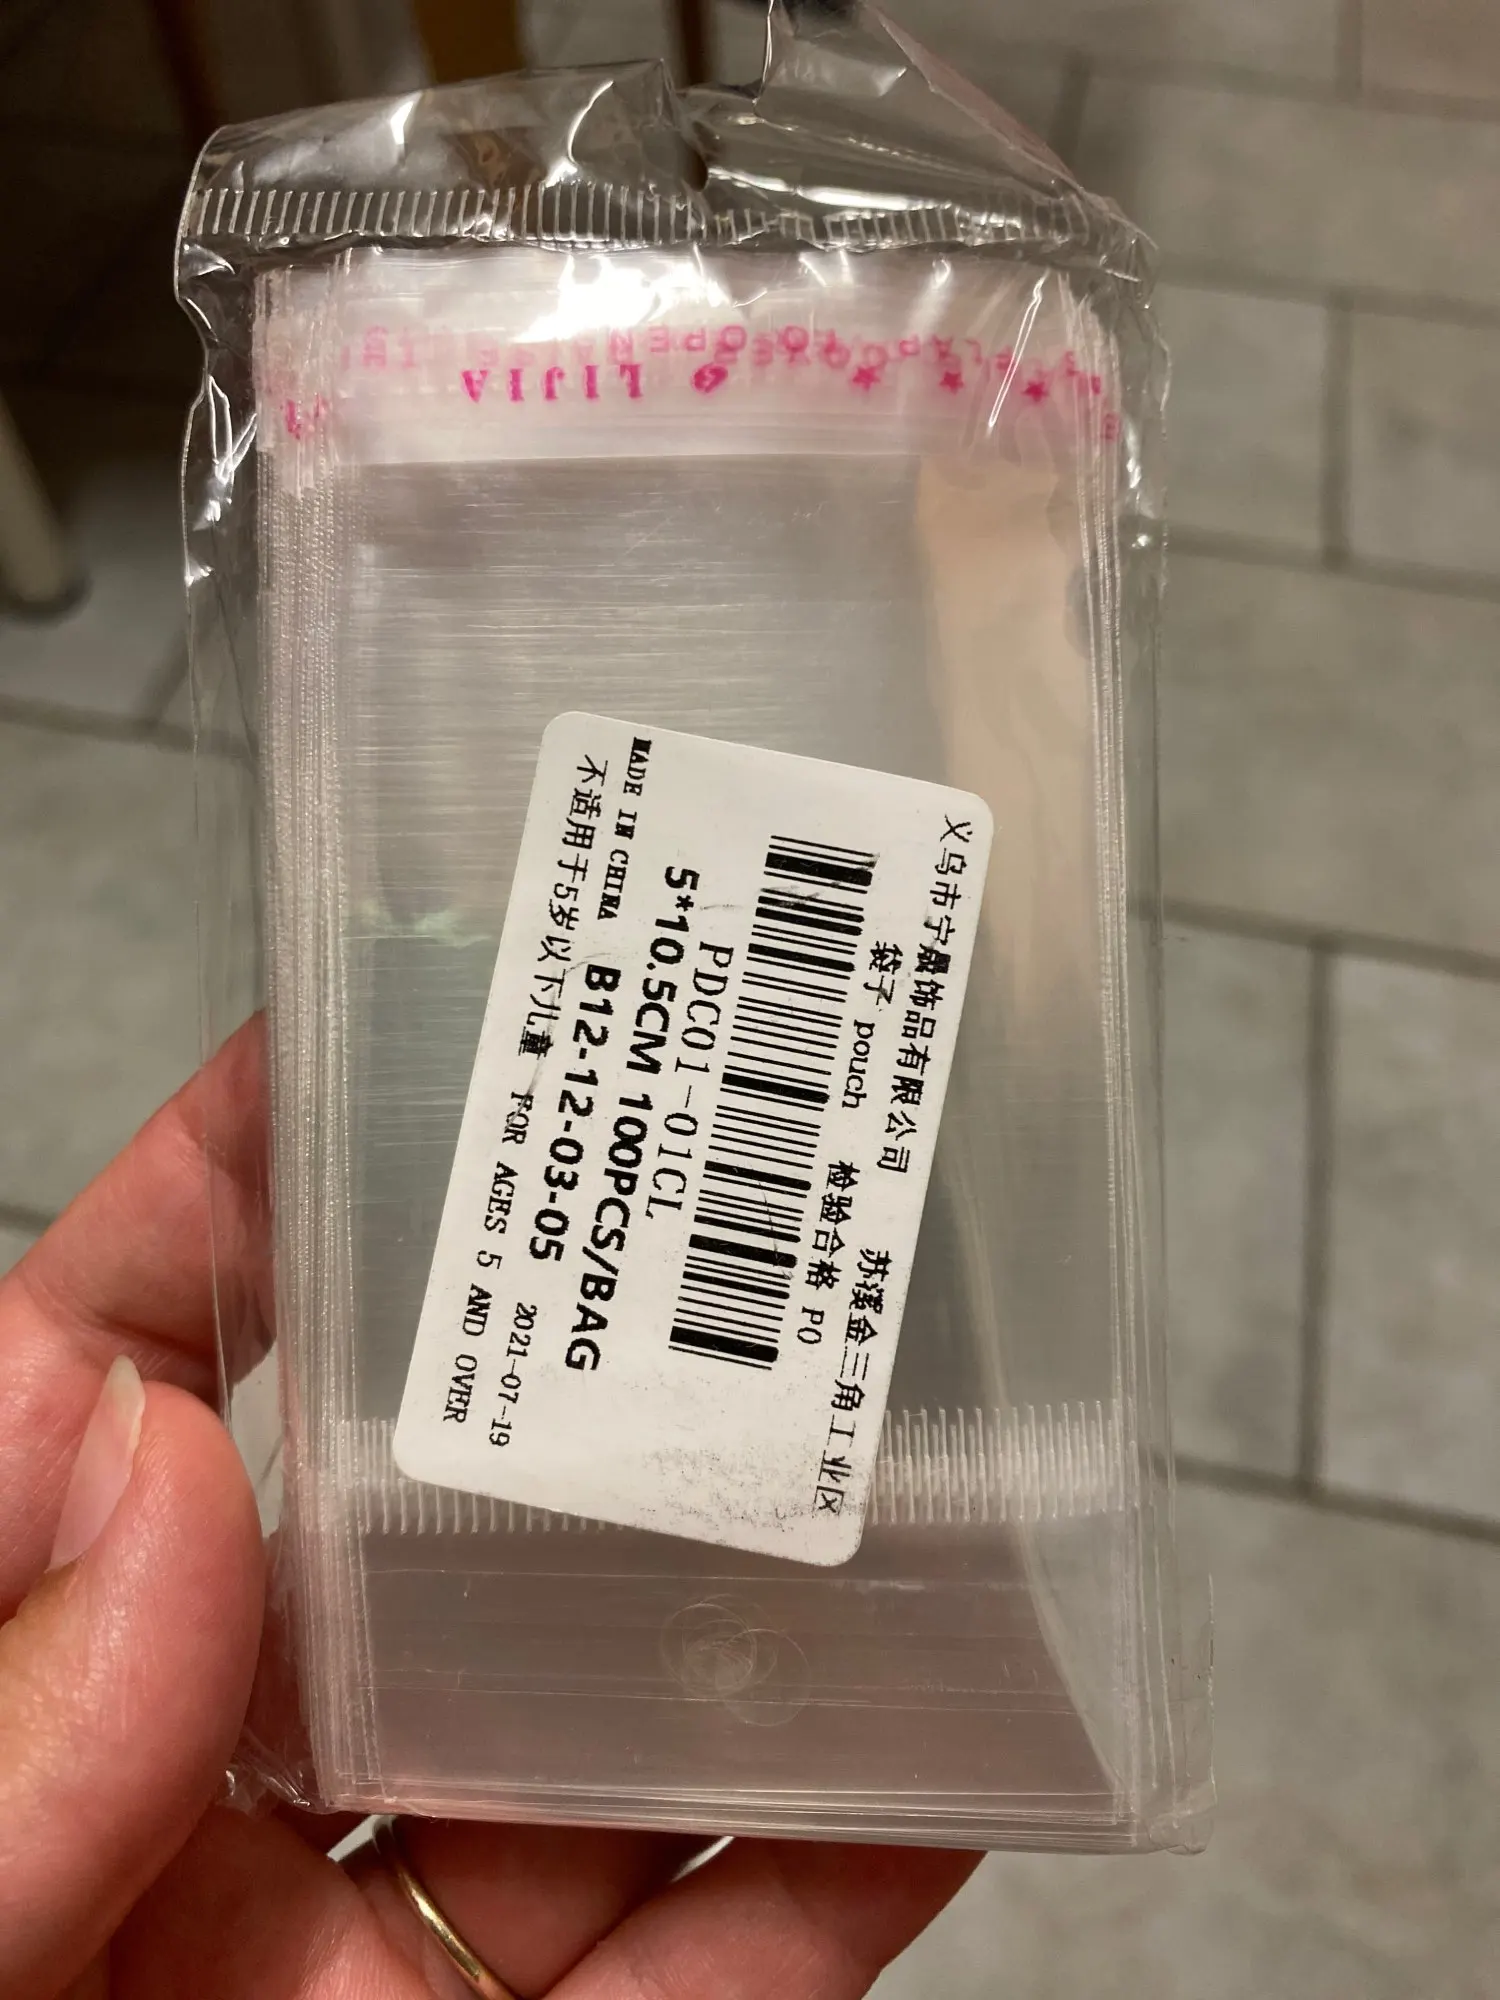 LIJIA
义乌市宁晟饰品有限公司 苏溪金三角工业区
袋子 pouch 检验合格 PO
PDC01-01CL
5*10.5CM 100PCS/BAG
MADE IN CHINA B12-12-03-05 2021-07-19
不适用于5岁以下儿童 FOR AGES 5 AND OVER